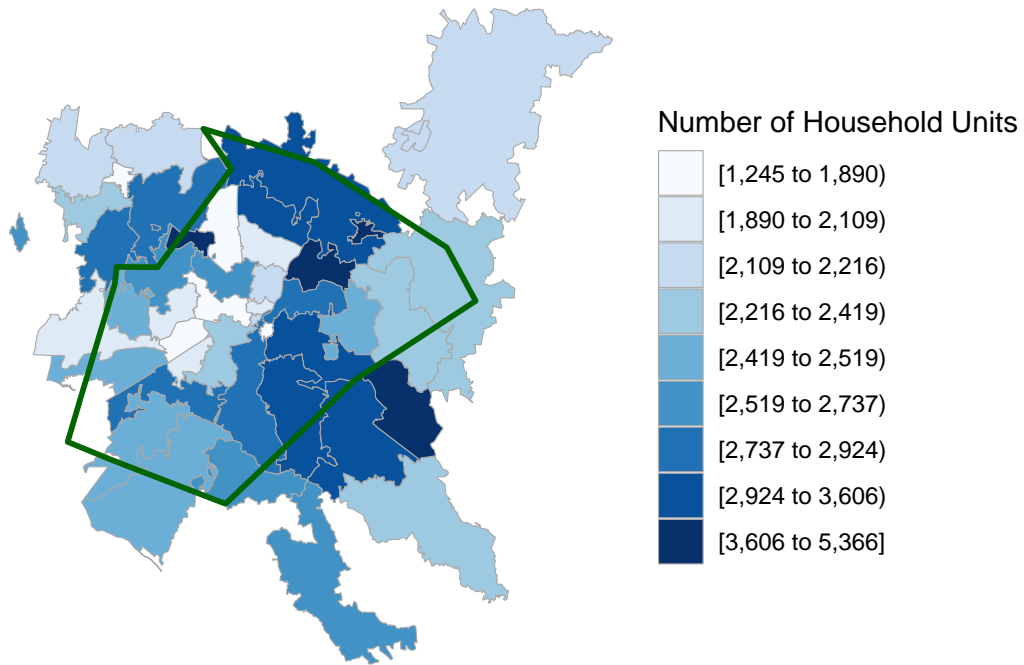 Number of Household Units
[1,245 to 1,890)
[1,890 to 2,109)
[2,109 to 2,216)
[2,216 to 2,419)
[2,419 to 2,519)
[2,519 to 2,737)
[2,737 to 2,924)
[2,924 to 3,606)
[3,606 to 5,366]